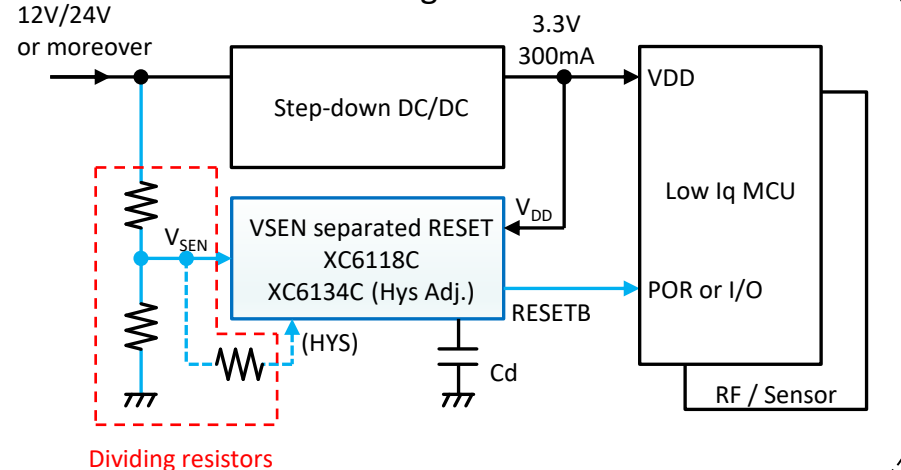 12V/24V
or moreover
3.3V
300mA
Step-down DC/DC
VDD
Low Iq MCU
VSEN
VDD
VSEN separated RESET
XC6118C
XC6134C (Hys Adj.)
POR or I/O
RESETB
(HYS)
Cd
RF / Sensor
Dividing resistors